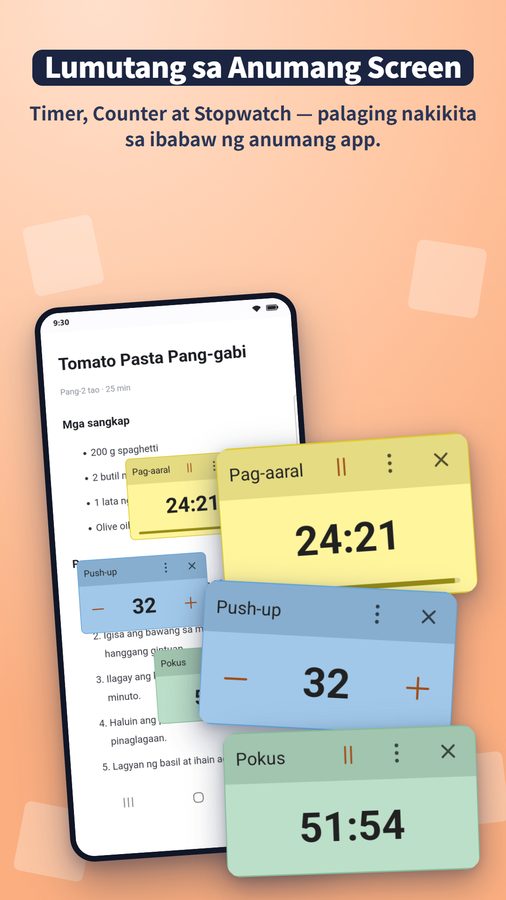 Lumutang sa Anumang Screen
Timer, Counter at Stopwatch — palaging nakikita
sa ibabaw ng anumang app.
9:30
Tomato Pasta Pang-gabi
Pang-2 tao · 25 min
Mga sangkap
• 200 g spaghetti
• 2 butil
• 1 lata
• Olive oil
Pag-aaral
24:21
Push-up
32
2. Igisa ang bawang sa
hanggang gintuan.
Pokus
3. Ilagay ang
minuto.
4. Haluin ang
pinaglagaan.
5. Lagyan ng basil at ihain
Pag-aaral
24:21
Push-up
32
Pokus
51:54